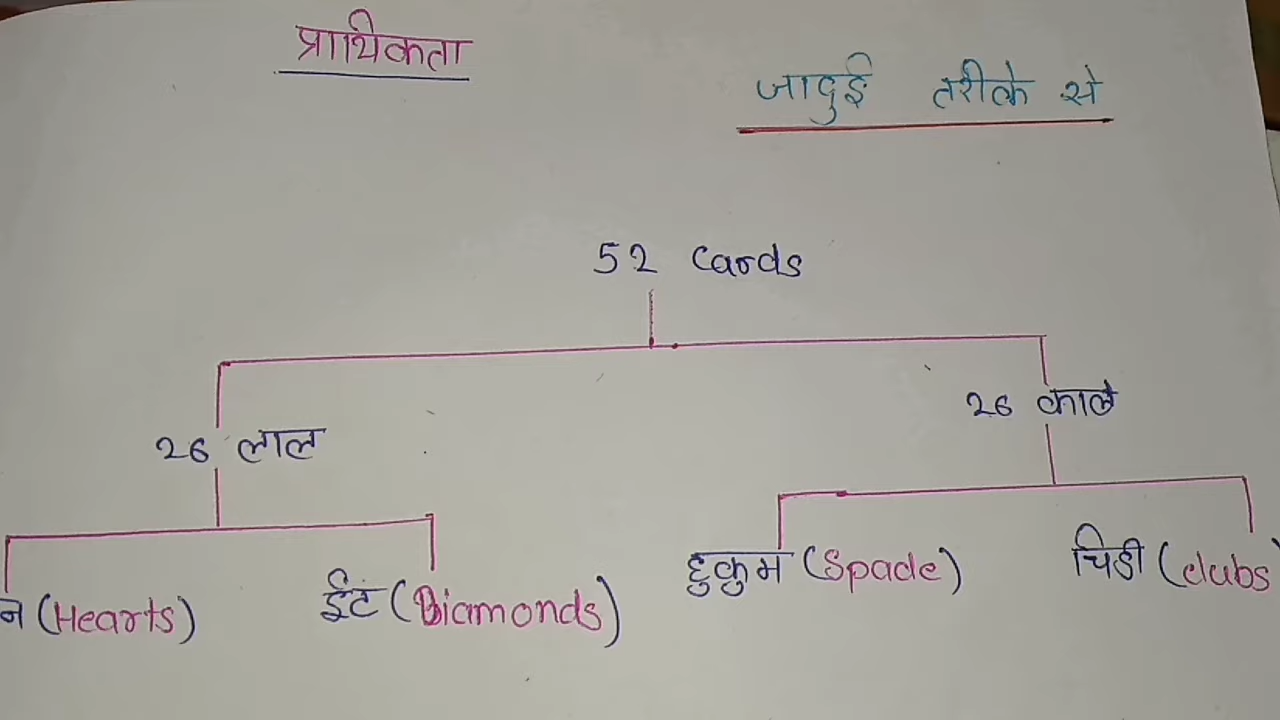 प्रायिकता
जादुई तरीके से
52 Cards
26 लाल
26 काले
न (Hearts)
ईंट (Diamonds)
हुकुम (Spade)
चिडी (clubs